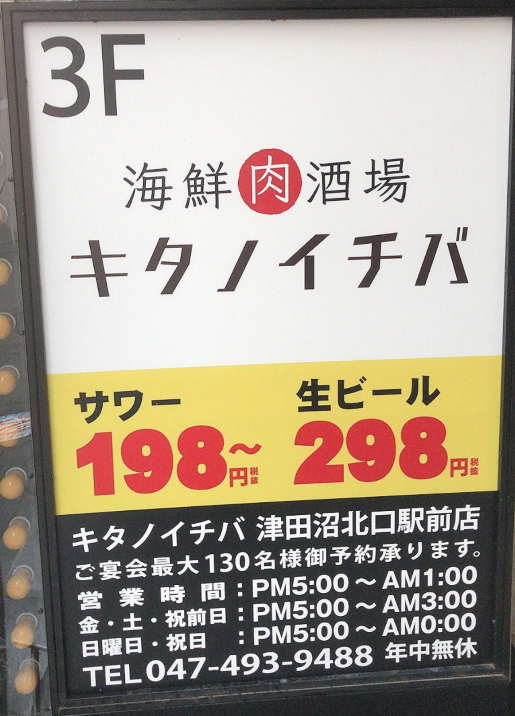 3F
海鮮肉酒場
キタノイチバ
サワー 生ビール
198円～税抜 298円税抜
キタノイチバ 津田沼北口駅前店
ご宴会最大130名様御予約承ります。
営業時間：PM5:00～AM1:00
金・土・祝前日：PM5:00～AM3:00
日曜日・祝日：PM5:00～AM0:00
TEL 047-493-9488 年中無休